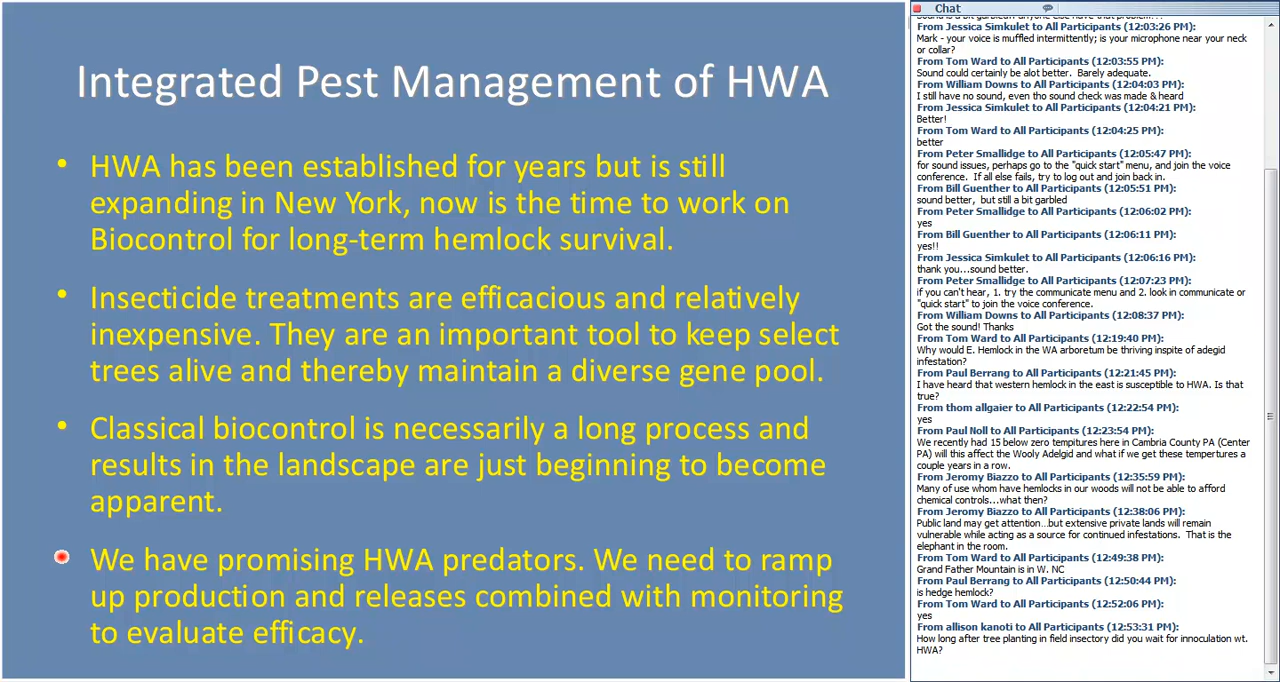 Integrated Pest Management of HWA
• HWA has been established for years but is still
expanding in New York, now is the time to work on
Biocontrol for long-term hemlock survival.
• Insecticide treatments are efficacious and relatively
inexpensive. They are an important tool to keep select
trees alive and thereby maintain a diverse gene pool.
• Classical biocontrol is necessarily a long process and
results in the landscape are just beginning to become
apparent.
We have promising HWA predators. We need to ramp
up production and releases combined with monitoring
to evaluate efficacy.
Chat
From Jessica Simkulet to All Participants (12:03:26 PM):
Mark - your voice is muffled intermittently; is your microphone near your neck
or collar?
From Tom Ward to All Participants (12:03:55 PM):
Sound could certainly be alot better.  Barely adequate.
From William Downs to All Participants (12:04:03 PM):
I still have no sound, even tho sound check was made & heard
From Jessica Simkulet to All Participants (12:04:21 PM):
Better!
From Tom Ward to All Participants (12:04:25 PM):
better
From Peter Smallidge to All Participants (12:05:47 PM):
for sound issues, perhaps go to the "quick start" menu, and join the voice
conference.  If all else fails, try to log out and join back in.
From Bill Guenther to All Participants (12:05:51 PM):
sound better,  but still a bit garbled
From Peter Smallidge to All Participants (12:06:02 PM):
yes
From Bill Guenther to All Participants (12:06:11 PM):
yes!!
From Jessica Simkulet to All Participants (12:06:16 PM):
thank you...sound better.
From Peter Smallidge to All Participants (12:07:23 PM):
if you can't hear, 1. try the communicate menu and 2. look in communicate or
"quick start" to join the voice conference.
From William Downs to All Participants (12:08:37 PM):
Got the sound! Thanks
From Tom Ward to All Participants (12:19:40 PM):
Why would E. Hemlock in the WA arboretum be thriving inspite of adegid
infestation?
From Paul Berrang to All Participants (12:21:45 PM):
I have heard that western hemlock in the east is susceptible to HWA. Is that
true?
From thom allgaier to All Participants (12:22:54 PM):
yes
From Paul Noll to All Participants (12:23:54 PM):
We recently had 15 below zero tempitures here in Cambria County PA (Center
PA) will this affect the Wooly Adelgid and what if we get these tempertures a
couple years in a row.
From Jeromy Biazzo to All Participants (12:35:59 PM):
Many of use whom have hemlocks in our woods will not be able to afford
chemical controls...what then?
From Jeromy Biazzo to All Participants (12:38:06 PM):
Public land may get attention...but extensive private lands will remain
vulnerable while acting as a source for continued infestations.  That is the
elephant in the room.
From Tom Ward to All Participants (12:49:38 PM):
Grand Father Mountain is in W. NC
From Paul Berrang to All Participants (12:50:44 PM):
is hedge hemlock?
From Tom Ward to All Participants (12:52:06 PM):
yes
From allison kanoti to All Participants (12:53:31 PM):
How long after tree planting in field insectory did you wait for innoculation wt.
HWA?